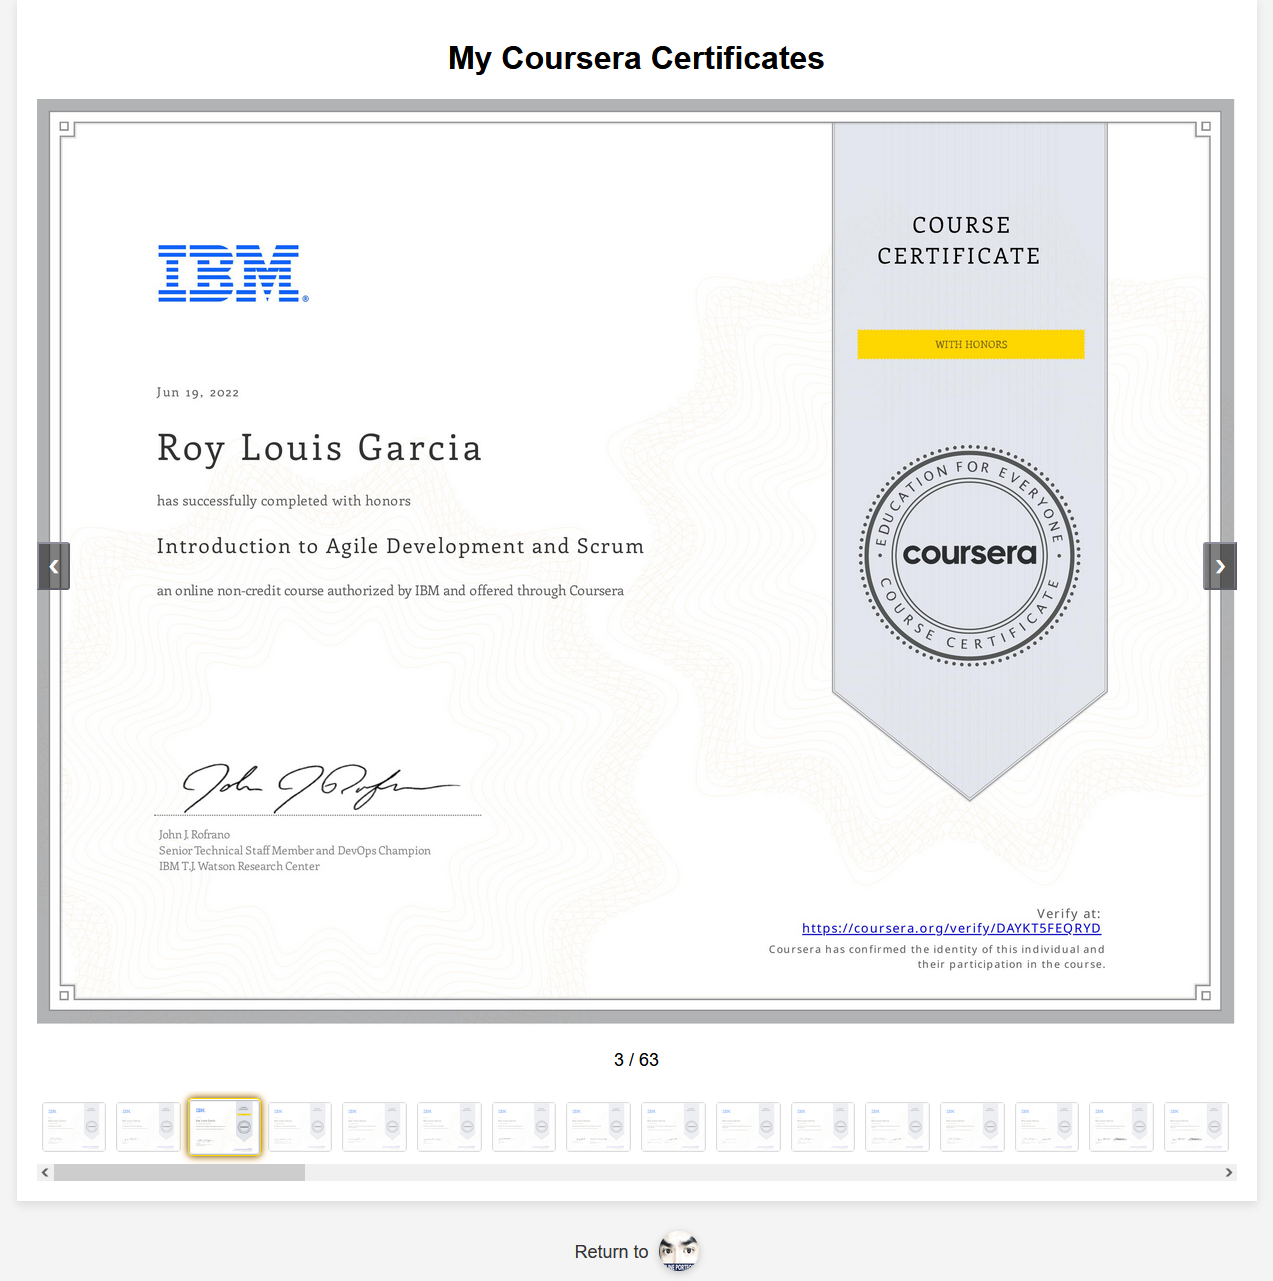 My Coursera Certificates
IBM®
COURSE
CERTIFICATE
WITH HONORS
Jun 19, 2022
Roy Louis Garcia
has successfully completed with honors
Introduction to Agile Development and Scrum
an online non-credit course authorized by IBM and offered through Coursera
EDUCATION FOR EVERYONE
coursera
COURSE CERTIFICATE
John J. Rofrano
Senior Technical Staff Member and DevOps Champion
IBM T.J. Watson Research Center
Verify at:
https://coursera.org/verify/DAYKT5FEQRYD
Coursera has confirmed the identity of this individual and
their participation in the course.
3 / 63
Return to